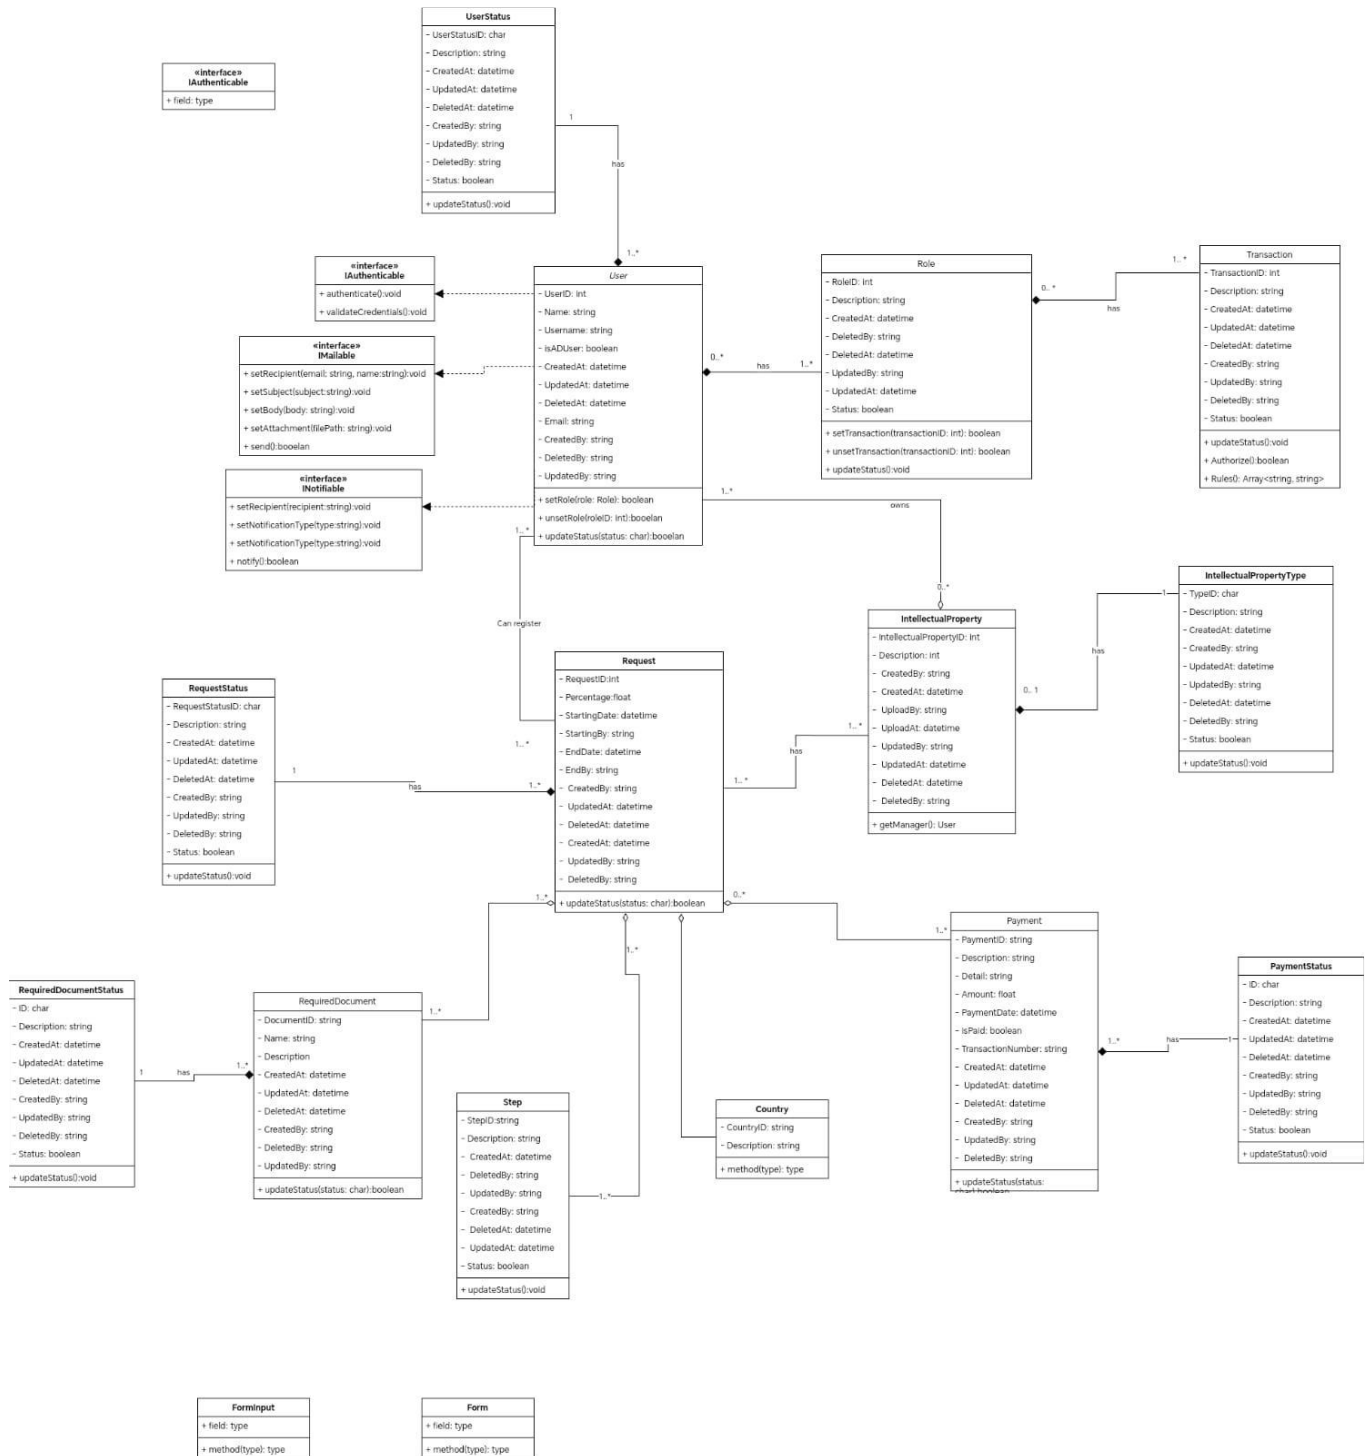 UserStatus
- UserStatusID: char
- Description: string
- CreatedAt: datetime
- UpdatedAt: datetime
- DeletedAt: datetime
- CreatedBy: string
- UpdatedBy: string
- DeletedBy: string
- Status: boolean
+ updateStatus():void
«interface»
IAuthenticable
+ field: type
1
has
1..*
«interface»
IAuthenticable
+ authenticate():void
+ validateCredentials():void
«interface»
IMailable
+ setRecipient(email: string, name:string):void
+ setSubject(subject:string):void
+ setBody(body: string):void
+ setAttachment(filePath: string):void
+ send():booelan
«interface»
INotifiable
+ setRecipient(recipient:string):void
+ setNotificationType(type:string):void
+ setNotificationType(type:string):void
+ notify():boolean
User
- UserID: int
- Name: string
- Username: string
- isADUser: boolean
- CreatedAt: datetime
- UpdatedAt: datetime
- DeletedAt: datetime
- Email: string
- CreatedBy: string
- DeletedBy: string
- UpdatedBy: string
+ setRole(role: Role): boolean
+ unsetRole(roleID: int):booelan
+ updateStatus(status: char):booelan
0..*
has
1..*
Role
- RoleID: int
- Description: string
- CreatedAt: datetime
- DeletedBy: string
- DeletedAt: datetime
- UpdatedBy: string
- UpdatedAt: datetime
- Status: boolean
+ setTransaction(transactionID: int): boolean
+ unsetTransaction(transactionID: int): boolean
+ updateStatus():void
0.. *
has
1.. *
Transaction
- TransactionID: int
- Description: string
- CreatedAt: datetime
- UpdatedAt: datetime
- DeletedAt: datetime
- CreatedBy: string
- UpdatedBy: string
- DeletedBy: string
- Status: boolean
+ updateStatus():void
+ Authorize():boolean
+ Rules(): Array<string, string>
1..*
owns
0..*
1..*
Can register
1.. *
IntellectualProperty
- IntellectualPropertyID: int
- Description: int
- CreatedBy: string
- CreatedAt: datetime
- UploadBy: string
- UploadAt: datetime
- UpdatedBy: string
- UpdatedAt: datetime
- DeletedAt: datetime
- DeletedBy: string
+ getManager(): User
0.. 1
has
1
IntellectualPropertyType
- TypeID: char
- Description: string
- CreatedAt: datetime
- CreatedBy: string
- UpdatedAt: datetime
- UpdatedBy: string
- DeletedAt: datetime
- DeletedBy: string
- Status: boolean
+ updateStatus():void
Request
- RequestID:int
- Percentage:float
- StartingDate: datetime
- StartingBy: string
- EndDate: datetime
- EndBy: string
- CreatedBy: string
- UpdatedAt: datetime
- DeletedAt: datetime
- CreatedAt: datetime
- UpdatedBy: string
- DeletedBy: string
+ updateStatus(status: char):boolean
1.. *
has
1.. *
RequestStatus
- RequestStatusID: char
- Description: string
- CreatedAt: datetime
- UpdatedAt: datetime
- DeletedAt: datetime
- CreatedBy: string
- UpdatedBy: string
- DeletedBy: string
- Status: boolean
+ updateStatus():void
1
has
1..*
1..*
1..*
0..*
1..*
1..*
1..*
RequiredDocumentStatus
- ID: char
- Description: string
- CreatedAt: datetime
- UpdatedAt: datetime
- DeletedAt: datetime
- CreatedBy: string
- UpdatedBy: string
- DeletedBy: string
- Status: boolean
+ updateStatus():void
1
has
1..*
RequiredDocument
- DocumentID: string
- Name: string
- Description
- CreatedAt: datetime
- UpdatedAt: datetime
- DeletedAt: datetime
- CreatedBy: string
- DeletedBy: string
- UpdatedBy: string
+ updateStatus(status: char):boolean
Step
- StepID:string
- Description: string
- CreatedAt: datetime
- DeletedBy: string
- UpdatedBy: string
- CreatedBy: string
- DeletedAt: datetime
- UpdatedAt: datetime
- Status: boolean
+ updateStatus():void
Country
- CountryID: string
- Description: string
+ method(type): type
Payment
- PaymentID: string
- Description: string
- Detail: string
- Amount: float
- PaymentDate: datetime
- isPaid: boolean
- TransactionNumber: string
- CreatedAt: datetime
- UpdatedAt: datetime
- DeletedAt: datetime
- CreatedBy: string
- UpdatedBy: string
- DeletedBy: string
+ updateStatus(status:
char):boolean
1..*
has
1
PaymentStatus
- ID: char
- Description: string
- CreatedAt: datetime
- UpdatedAt: datetime
- DeletedAt: datetime
- CreatedBy: string
- UpdatedBy: string
- DeletedBy: string
- Status: boolean
+ updateStatus():void
FormInput
+ field: type
+ method(type): type
Form
+ field: type
+ method(type): type